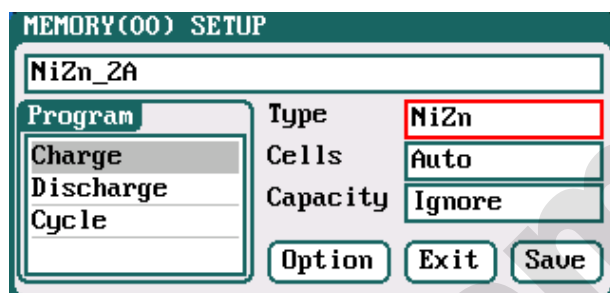 MEMORY(00) SETUP
NiZn_2A
Program
Charge
Discharge
Cycle
Type NiZn
Cells Auto
Capacity Ignore
Option Exit Save